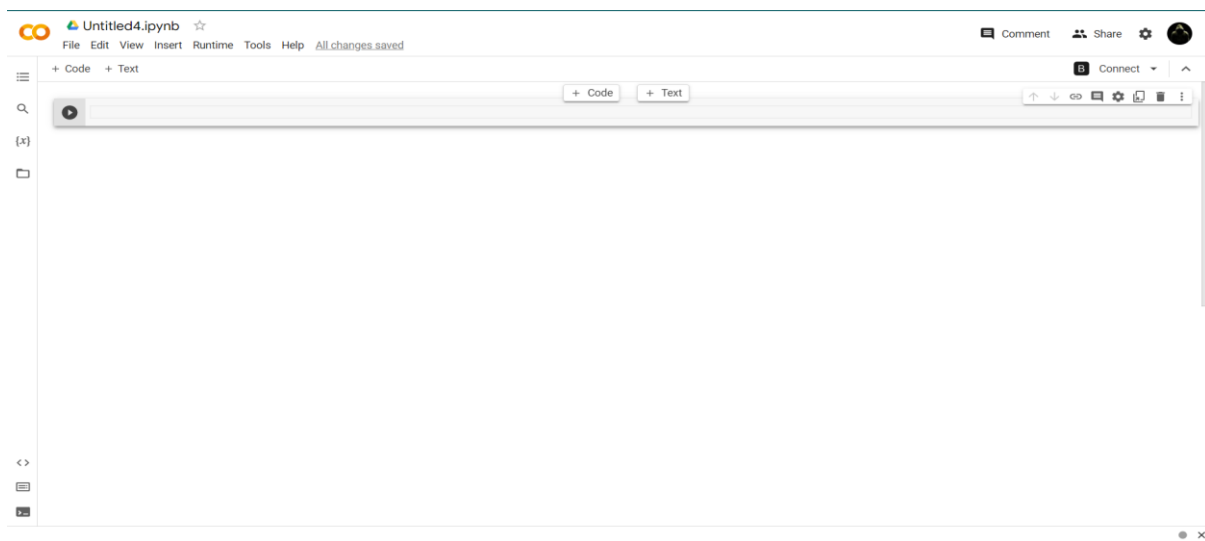 Untitled4.ipynb
Comment Share
File Edit View Insert Runtime Tools Help All changes saved
+ Code + Text
B Connect
+ Code + Text
{x}